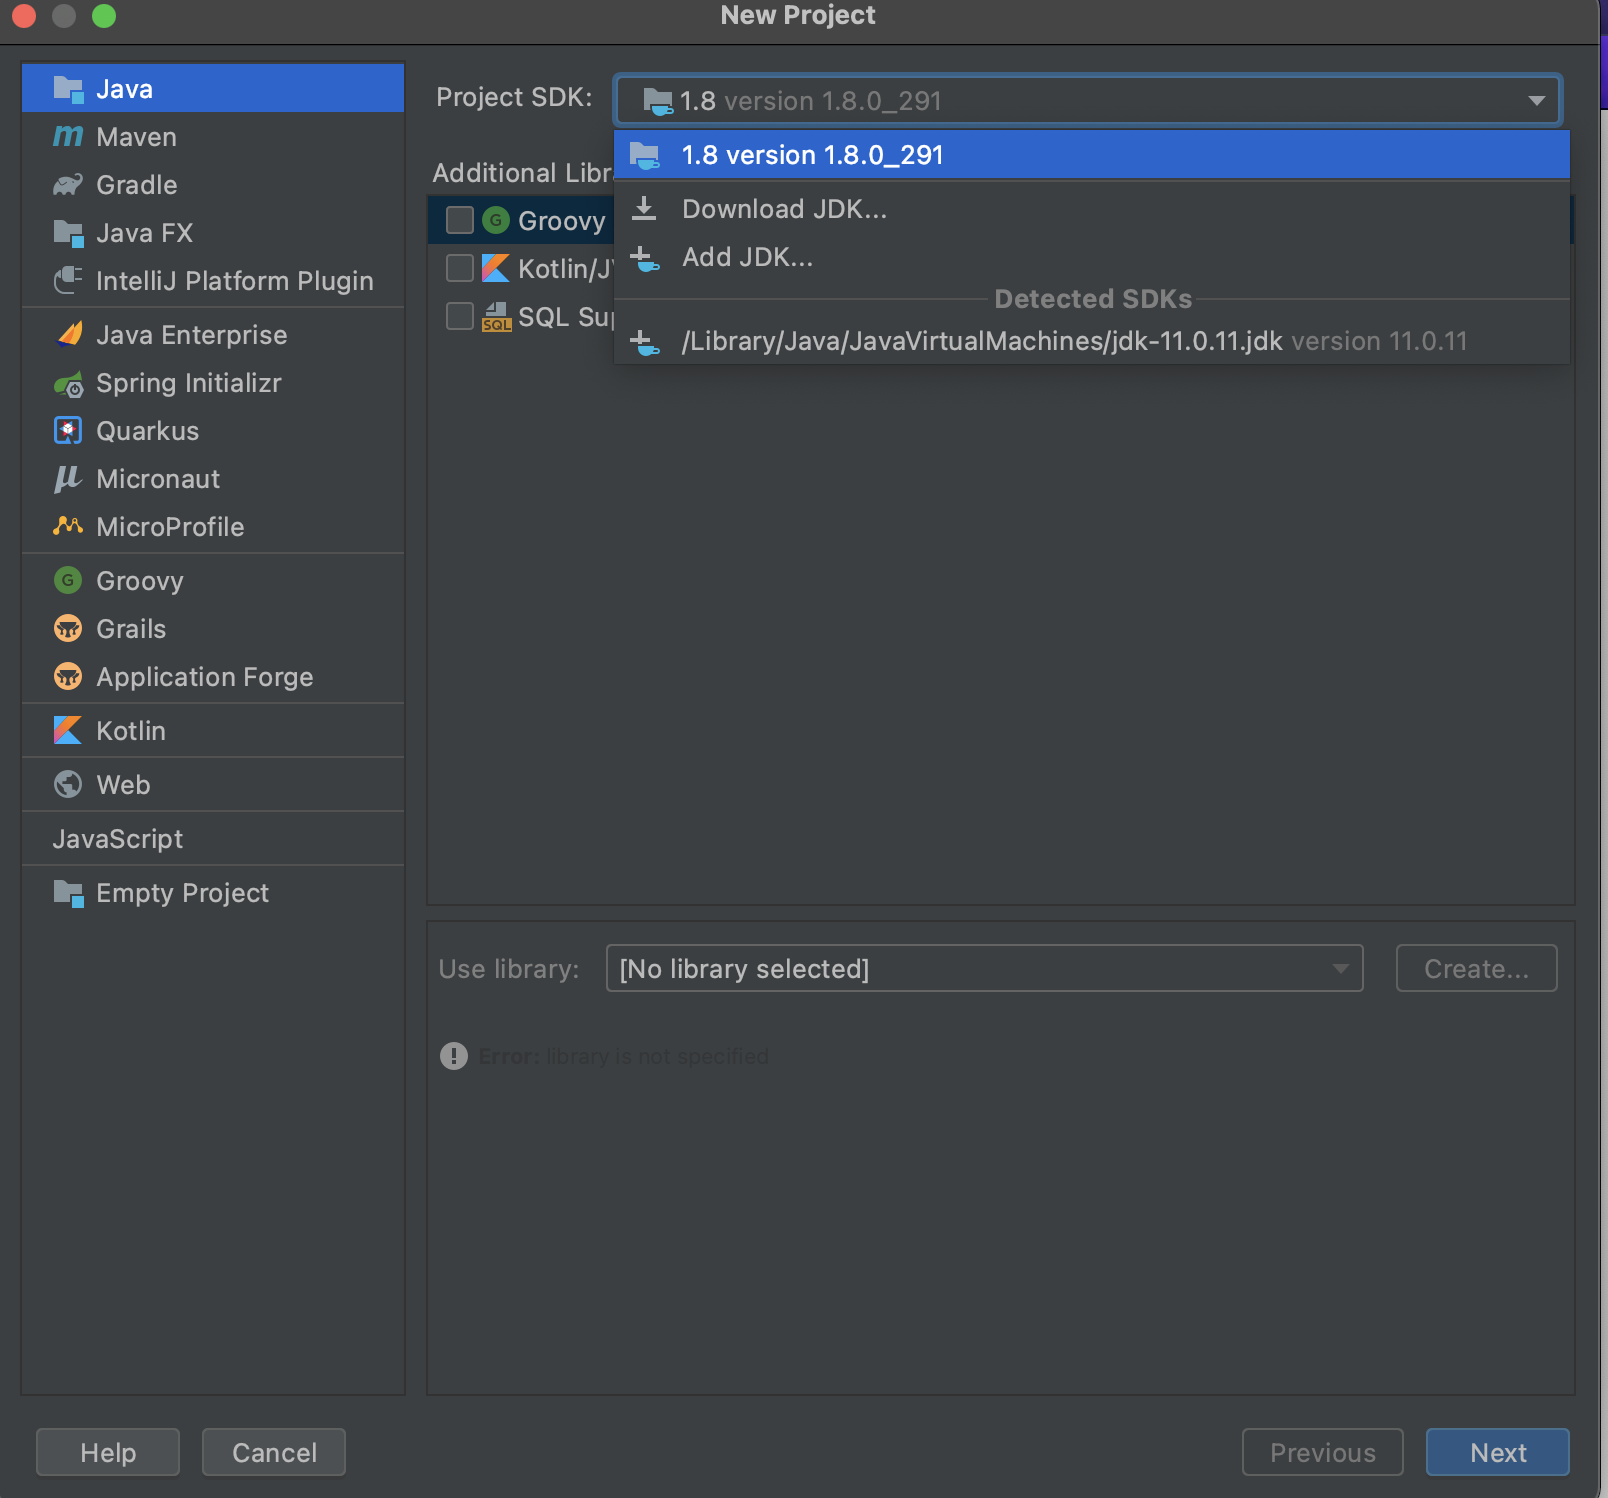 New Project
Java
Maven
Gradle
Java FX
IntelliJ Platform Plugin
Java Enterprise
Spring Initializr
Quarkus
Micronaut
MicroProfile
Groovy
Grails
Application Forge
Kotlin
Web
JavaScript
Empty Project
Project SDK: 1.8 version 1.8.0_291
1.8 version 1.8.0_291
Download JDK...
Add JDK...
Detected SDKs
/Library/Java/JavaVirtualMachines/jdk-11.0.11.jdk version 11.0.11
Additional Libr
G Groovy
Kotlin/J
SQL SQL Su
Use library: [No library selected] Create...
Error: library is not specified
Help Cancel Previous Next